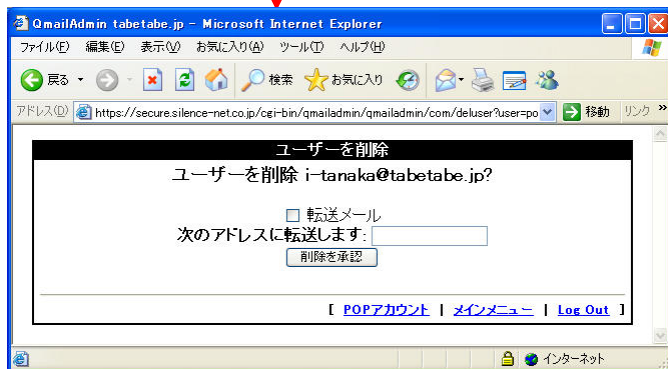 QmailAdmin tabetabe.jp - Microsoft Internet Explorer
ファイル(F) 編集(E) 表示(V) お気に入り(A) ツール(T) ヘルプ(H)
戻る 検索 お気に入り
アドレス(D) https://secure.silence-net.co.jp/cgi-bin/qmailadmin/qmailadmin/com/deluser?user=po 移動 リンク »
ユーザーを削除
ユーザーを削除 i-tanaka@tabetabe.jp?
転送メール
次のアドレスに転送します:
削除を承認
[ POPアカウント | メインメニュー | Log Out ]
インターネット